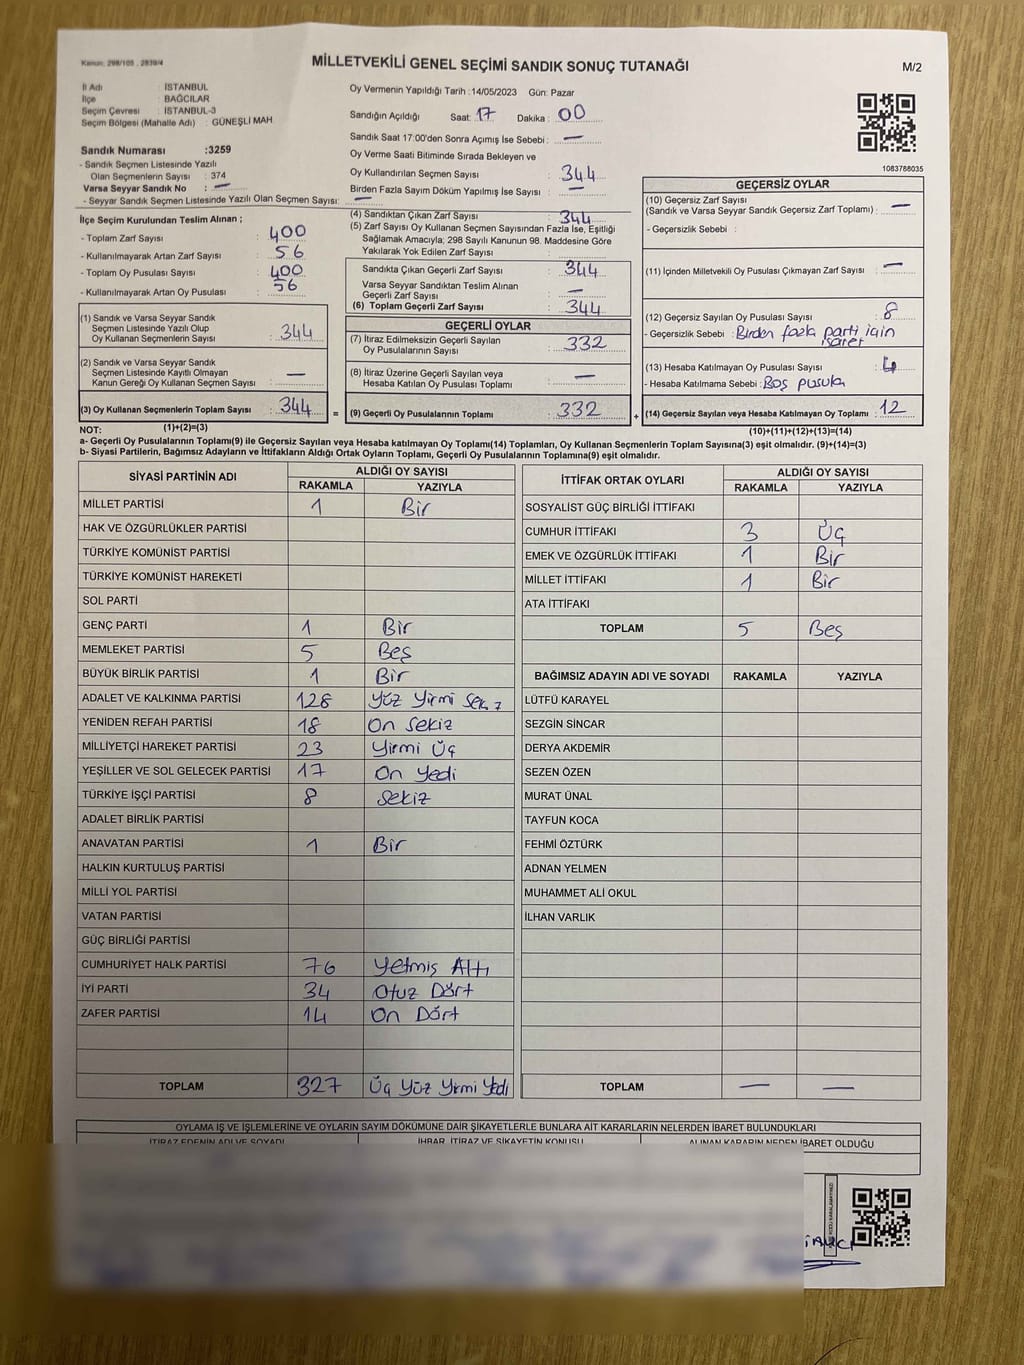 Kanun: 298/105 , 2839/4
MİLLETVEKİLİ GENEL SEÇİMİ SANDIK SONUÇ TUTANAĞI
M/2
İl Adı : İSTANBUL
İlçe : BAĞCILAR
Seçim Çevresi : İSTANBUL-3
Seçim Bölgesi (Mahalle Adı) : GÜNEŞLİ MAH
Sandık Numarası :3259
- Sandık Seçmen Listesinde Yazılı
Olan Seçmenlerin Sayısı : 374
Varsa Seyyar Sandık No : —
- Seyyar Sandık Seçmen Listesinde Yazılı Olan Seçmen Sayısı: —
İlçe Seçim Kurulundan Teslim Alınan ;
- Toplam Zarf Sayısı : 400
- Kullanılmayarak Artan Zarf Sayısı : 56
- Toplam Oy Pusulası Sayısı : 400
- Kullanılmayarak Artan Oy Pusulası : 56
(1) Sandık ve Varsa Seyyar Sandık
Seçmen Listesinde Yazılı Olup
Oy Kullanan Seçmenlerin Sayısı : 344
(2) Sandık ve Varsa Seyyar Sandık
Seçmen Listesinde Kayıtlı Olmayan
Kanun Gereği Oy Kullanan Seçmen Sayısı : —
(3) Oy Kullanan Seçmenlerin Toplam Sayısı : 344 =
(1)+(2)=(3)
Oy Vermenin Yapıldığı Tarih :14/05/2023 Gün: Pazar
Sandığın Açıldığı Saat: 17 Dakika : 00
Sandık Saat 17:00'den Sonra Açımış İse Sebebi : —
Oy Verme Saati Bitiminde Sırada Bekleyen ve
Oy Kullandırılan Seçmen Sayısı : 344
Birden Fazla Sayım Döküm Yapılmış İse Sayısı : —
(4) Sandıktan Çıkan Zarf Sayısı : 344
(5) Zarf Sayısı Oy Kullanan Seçmen Sayısından Fazla İse, Eşitliği
Sağlamak Amacıyla; 298 Sayılı Kanunun 98. Maddesine Göre
Yakılarak Yok Edilen Zarf Sayısı :
Sandıkta Çıkan Geçerli Zarf Sayısı : 344
Varsa Seyyar Sandıktan Teslim Alınan
Geçerli Zarf Sayısı : —
(6) Toplam Geçerli Zarf Sayısı : 344
GEÇERLİ OYLAR
(7) İtiraz Edilmeksizin Geçerli Sayılan
Oy Pusulalarının Sayısı : 332
(8) İtiraz Üzerine Geçerli Sayılan veya
Hesaba Katılan Oy Pusulası Toplamı : —
(9) Geçerli Oy Pusulalarının Toplamı : 332 +
1083788035
GEÇERSİZ OYLAR
(10) Geçersiz Zarf Sayısı
(Sandık ve Varsa Seyyar Sandık Geçersiz Zarf Toplamı) : —
- Geçersizlik Sebebi :
(11) İçinden Milletvekili Oy Pusulası Çıkmayan Zarf Sayısı : —
(12) Geçersiz Sayılan Oy Pusulası Sayısı : 8
- Geçersizlik Sebebi : Birden fazla parti için
işaret
(13) Hesaba Katılmayan Oy Pusulası Sayısı : 4
- Hesaba Katılmama Sebebi : Boş pusula
(14) Geçersiz Sayılan veya Hesaba Katılmayan Oy Toplamı : 12
(10)+(11)+(12)+(13)=(14)
NOT:
a- Geçerli Oy Pusulalarının Toplamı(9) ile Geçersiz Sayılan veya Hesaba katılmayan Oy Toplamı(14) Toplamları, Oy Kullanan Seçmenlerin Toplam Sayısına(3) eşit olmalıdır. (9)+(14)=(3)
b- Siyasi Partilerin, Bağımsız Adayların ve İttifakların Aldığı Ortak Oyların Toplamı, Geçerli Oy Pusulalarının Toplamına(9) eşit olmalıdır.
SİYASİ PARTİNİN ADI ALDIĞI OY SAYISI
RAKAMLA YAZIYLA
MİLLET PARTİSİ 1 Bir
HAK VE ÖZGÜRLÜKLER PARTİSİ
TÜRKİYE KOMÜNİST PARTİSİ
TÜRKİYE KOMÜNİST HAREKETİ
SOL PARTİ
GENÇ PARTİ 1 Bir
MEMLEKET PARTİSİ 5 Beş
BÜYÜK BİRLİK PARTİSİ 1 Bir
ADALET VE KALKINMA PARTİSİ 128 Yüz Yirmi Sekiz
YENİDEN REFAH PARTİSİ 18 On Sekiz
MİLLİYETÇİ HAREKET PARTİSİ 23 Yirmi Üç
YEŞİLLER VE SOL GELECEK PARTİSİ 17 On Yedi
TÜRKİYE İŞÇİ PARTİSİ 8 Sekiz
ADALET BİRLİK PARTİSİ
ANAVATAN PARTİSİ 1 Bir
HALKIN KURTULUŞ PARTİSİ
MİLLİ YOL PARTİSİ
VATAN PARTİSİ
GÜÇ BİRLİĞİ PARTİSİ
CUMHURİYET HALK PARTİSİ 76 Yetmiş Altı
İYİ PARTİ 34 Otuz Dört
ZAFER PARTİSİ 14 On Dört
TOPLAM 327 Üç Yüz Yirmi Yedi
İTTİFAK ORTAK OYLARI ALDIĞI OY SAYISI
RAKAMLA YAZIYLA
SOSYALİST GÜÇ BİRLİĞİ İTTİFAKI
CUMHUR İTTİFAKI 3 Üç
EMEK VE ÖZGÜRLÜK İTTİFAKI 1 Bir
MİLLET İTTİFAKI 1 Bir
ATA İTTİFAKI
TOPLAM 5 Beş
BAĞIMSIZ ADAYIN ADI VE SOYADI RAKAMLA YAZIYLA
LÜTFÜ KARAYEL
SEZGİN SİNCAR
DERYA AKDEMİR
SEZEN ÖZEN
MURAT ÜNAL
TAYFUN KOCA
FEHMİ ÖZTÜRK
ADNAN YELMEN
MUHAMMET ALİ OKUL
İLHAN VARLIK
TOPLAM — —
OYLAMA İŞ VE İŞLEMLERİNE VE OYLARIN SAYIM DÖKÜMÜNE DAİR ŞİKAYETLERLE BUNLARA AİT KARARLARIN NELERDEN İBARET BULUNDUKLARI
İTİRAZ EDENİN ADI VE SOYADI İHBAR, İTİRAZ VE ŞİKAYETİN KONUSU ALINAN KARARIN NEDEN İBARET OLDUĞU